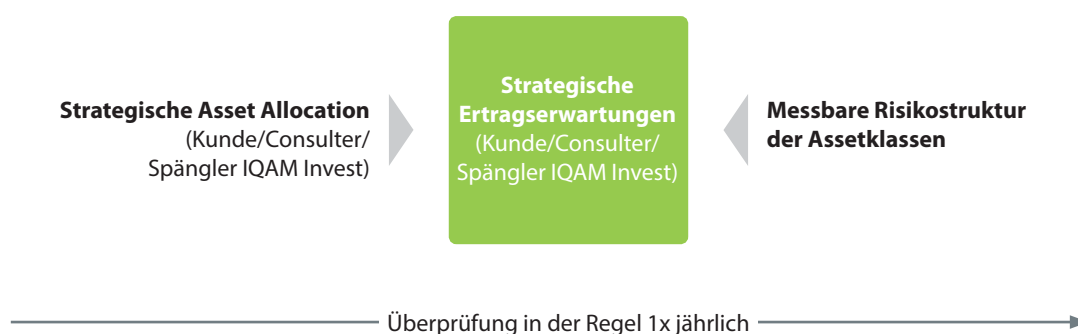 Strategische Asset Allocation
(Kunde/Consulter/
Spängler IQAM Invest)
Strategische
Ertragserwartungen
(Kunde/Consulter/
Spängler IQAM Invest)
Messbare Risikostruktur
der Assetklassen
Überprüfung in der Regel 1x jährlich